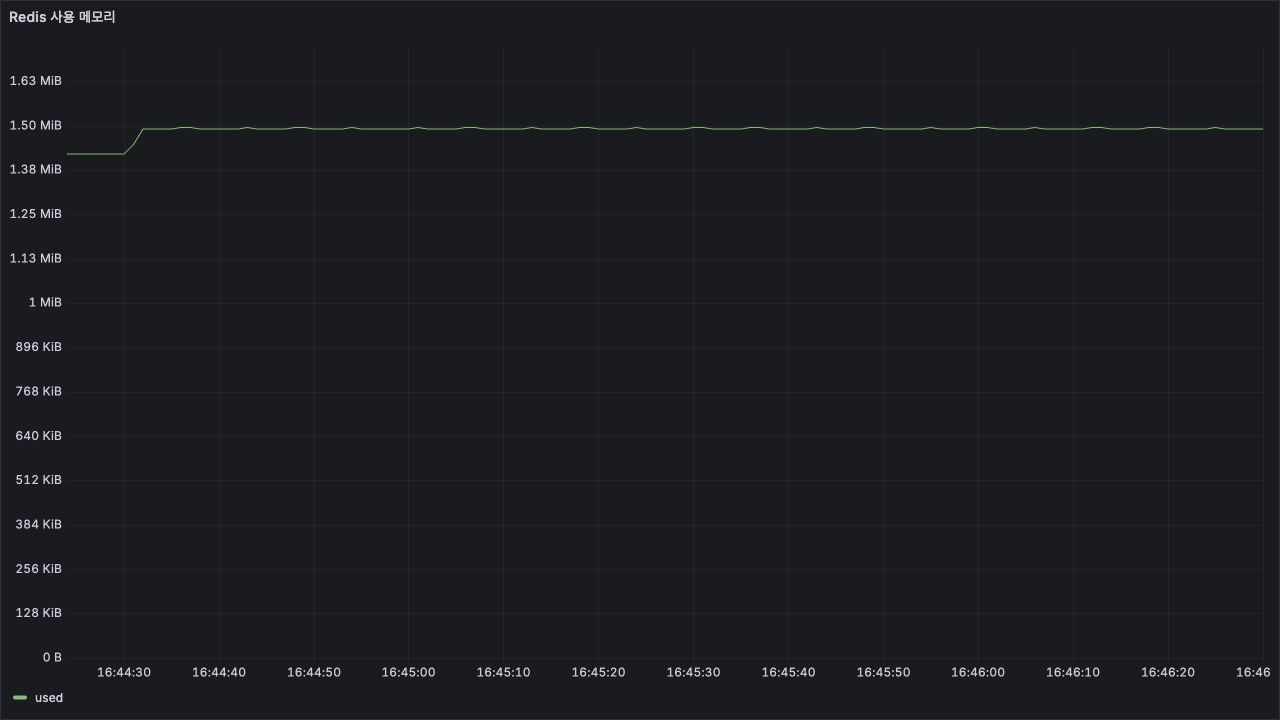 Redis 사용 메모리
1.63 MiB
1.50 MiB
1.38 MiB
1.25 MiB
1.13 MiB
1 MiB
896 KiB
768 KiB
640 KiB
512 KiB
384 KiB
256 KiB
128 KiB
0 B
16:44:30 16:44:40 16:44:50 16:45:00 16:45:10 16:45:20 16:45:30 16:45:40 16:45:50 16:46:00 16:46:10 16:46:20 16:46
used